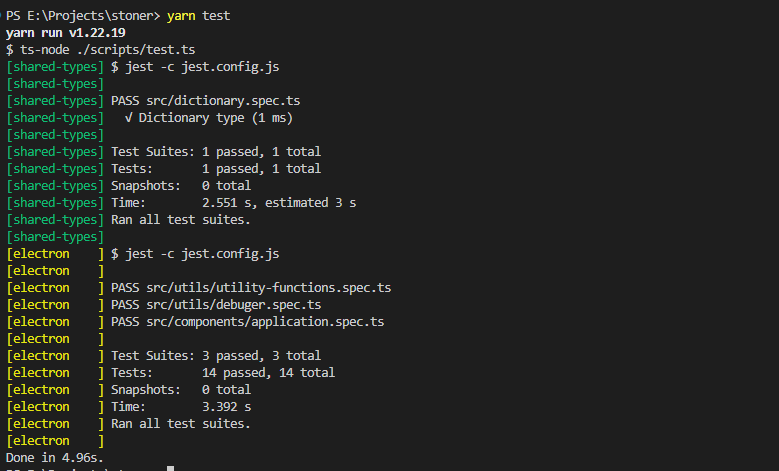 PS E:\Projects\stoner> yarn test
yarn run v1.22.19
$ ts-node ./scripts/test.ts
[shared-types] $ jest -c jest.config.js
[shared-types]
[shared-types] PASS src/dictionary.spec.ts
[shared-types]   √ Dictionary type (1 ms)
[shared-types]
[shared-types] Test Suites: 1 passed, 1 total
[shared-types] Tests:       1 passed, 1 total
[shared-types] Snapshots:   0 total
[shared-types] Time:        2.551 s, estimated 3 s
[shared-types] Ran all test suites.
[shared-types]
[electron    ] $ jest -c jest.config.js
[electron    ]
[electron    ] PASS src/utils/utility-functions.spec.ts
[electron    ] PASS src/utils/debuger.spec.ts
[electron    ] PASS src/components/application.spec.ts
[electron    ]
[electron    ] Test Suites: 3 passed, 3 total
[electron    ] Tests:       14 passed, 14 total
[electron    ] Snapshots:   0 total
[electron    ] Time:        3.392 s
[electron    ] Ran all test suites.
[electron    ]
Done in 4.96s.